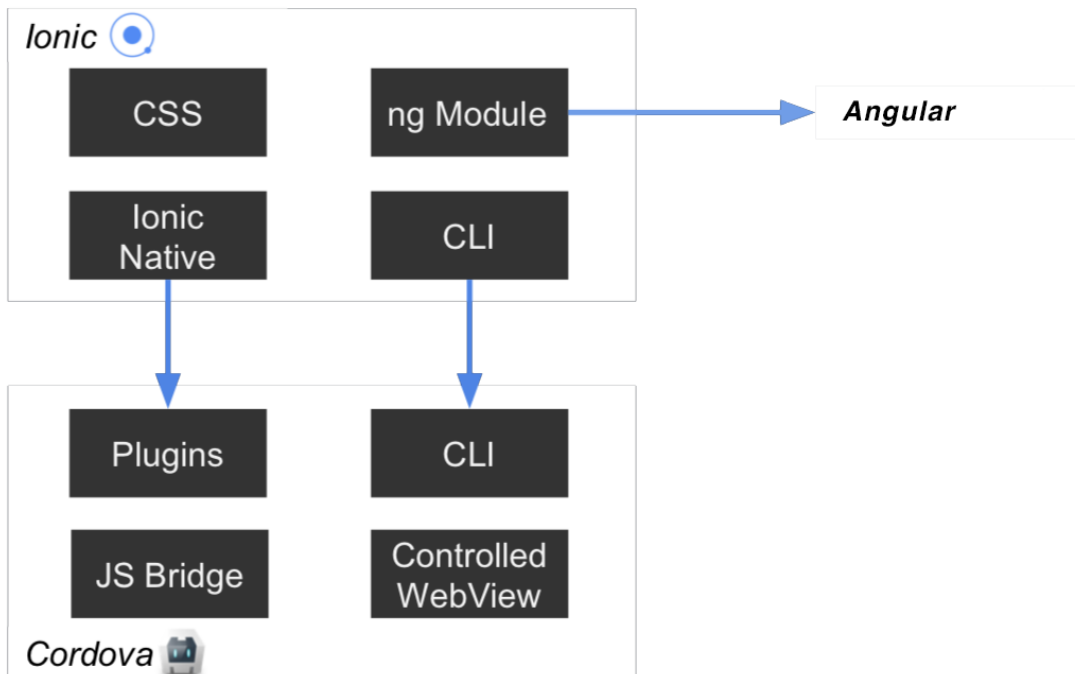 Ionic
CSS
ng Module
Angular
Ionic
Native
CLI
Plugins
CLI
JS Bridge
Controlled
WebView
Cordova